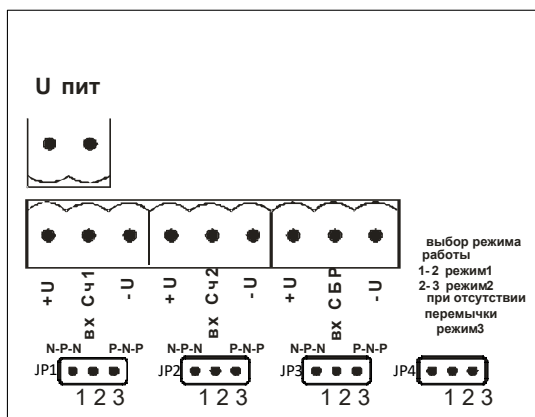 U пит
+U вх Сч1 -U +U вх Сч2 -U +U вх СБР -U
выбор режима
работы
1-2 режим1
2-3 режим2
при отсутствии
перемычки
режим3
N-P-N P-N-P N-P-N P-N-P N-P-N P-N-P
JP1 JP2 JP3 JP4
1 2 3 1 2 3 1 2 3 1 2 3